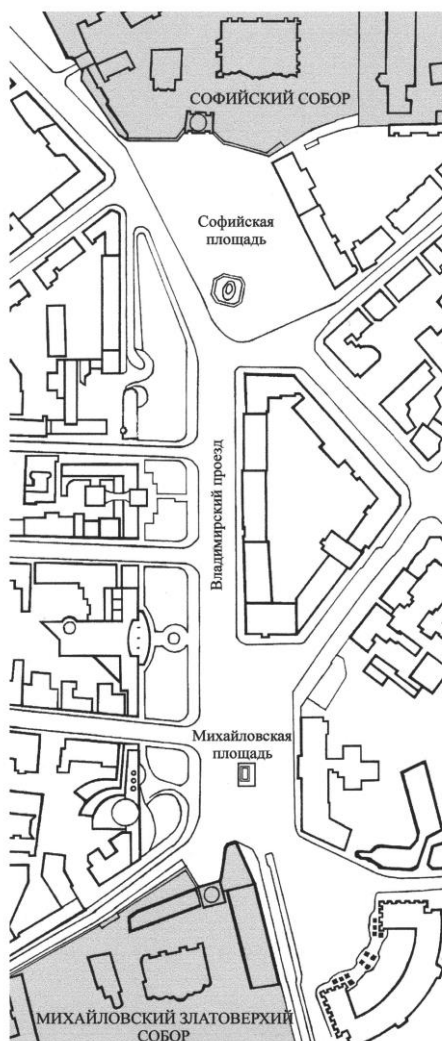 СОФИЙСКИЙ СОБОР
Софийская
площадь
Владимирский проезд
Михайловская
площадь
МИХАЙЛОВСКИЙ ЗЛАТОВЕРХИЙ
СОБОР